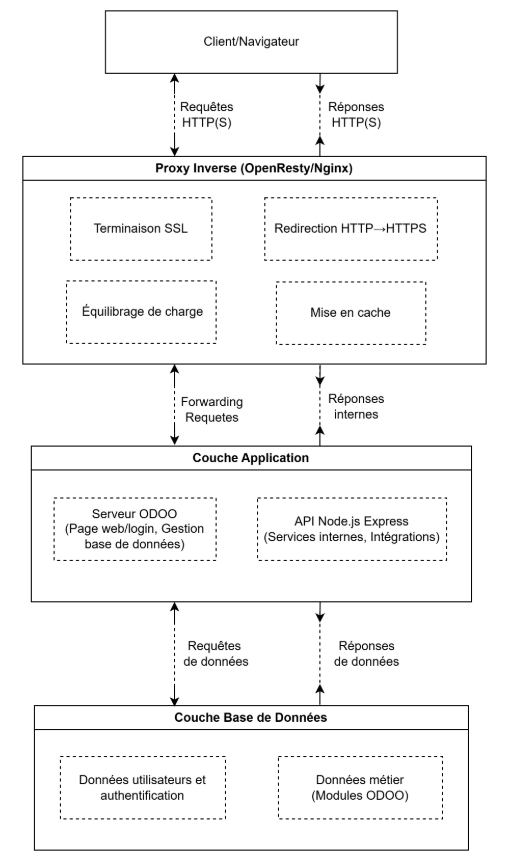 Client/Navigateur
Requêtes
HTTP(S)
Réponses
HTTP(S)
Proxy Inverse (OpenResty/Nginx)
Terminaison SSL
Redirection HTTP→HTTPS
Équilibrage de charge
Mise en cache
Forwarding
Requetes
Réponses
internes
Couche Application
Serveur ODOO
(Page web/login, Gestion
base de données)
API Node.js Express
(Services internes, Intégrations)
Requêtes
de données
Réponses
de données
Couche Base de Données
Données utilisateurs et
authentification
Données métier
(Modules ODOO)